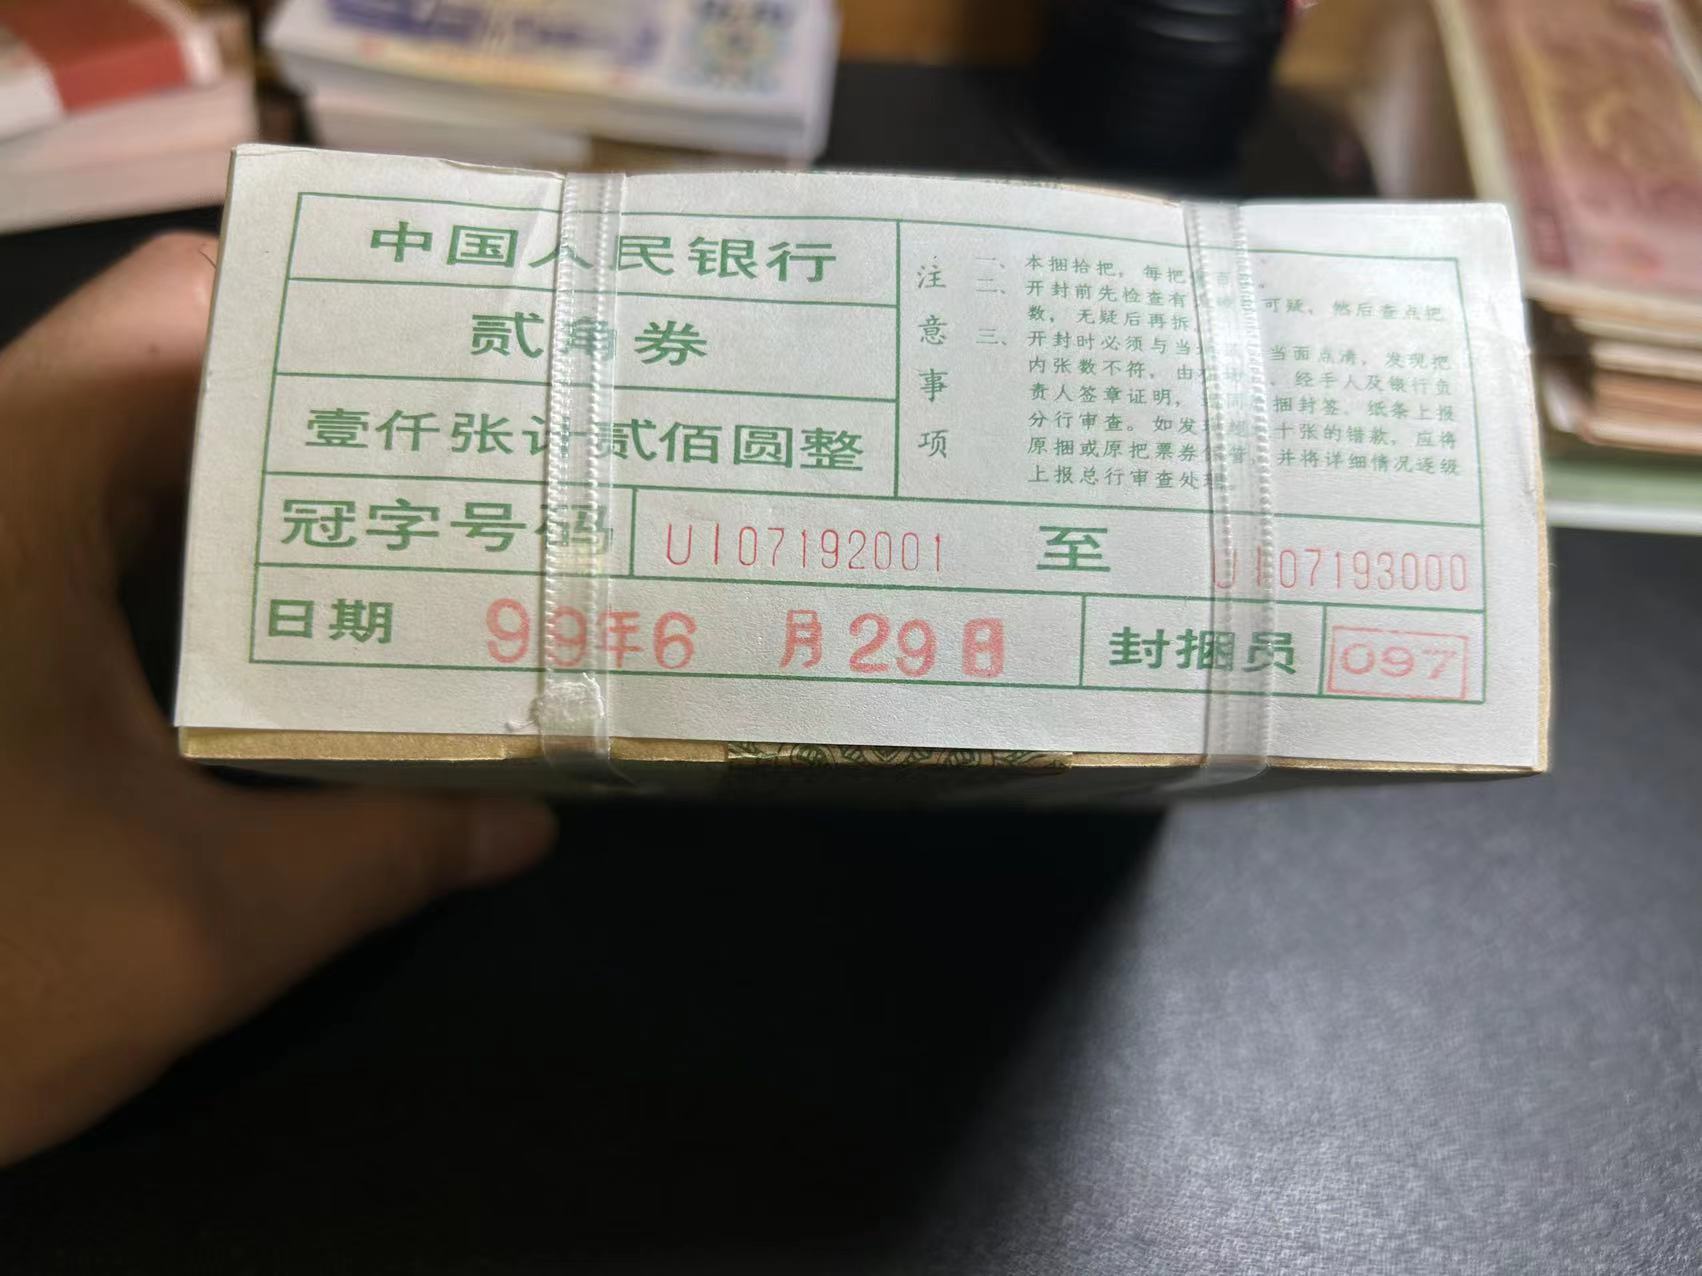 中国人民银行
贰角券
壹仟张计贰佰圆整
冠字号码 UI07192001 至 UI07193000
日期 99年6月29日 封捆员 097
注意事项
一、本捆拾把，每把 百
二、开封前先检查有 可疑，然后查点把
数，无疑后再拆
三、开封时必须与当 当面点清，发现把
内张数不符，由 、经手人及银行负
责人签章证明， 同 捆封签、纸条上报
分行审查。如发 十张的错款，应将
原捆或原把票券 ，并将详细情况逐级
上报总行审查处理。